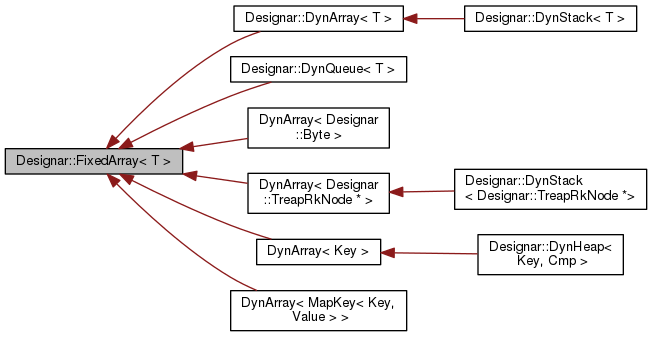 Designar::DynArray< T >
Designar::DynStack< T >
Designar::DynQueue< T >
DynArray< Designar
::Byte >
Designar::FixedArray< T >
DynArray< Designar
::TreapRkNode * >
Designar::DynStack
< Designar::TreapRkNode *>
DynArray< Key >
Designar::DynHeap<
Key, Cmp >
DynArray< MapKey< Key,
Value > >